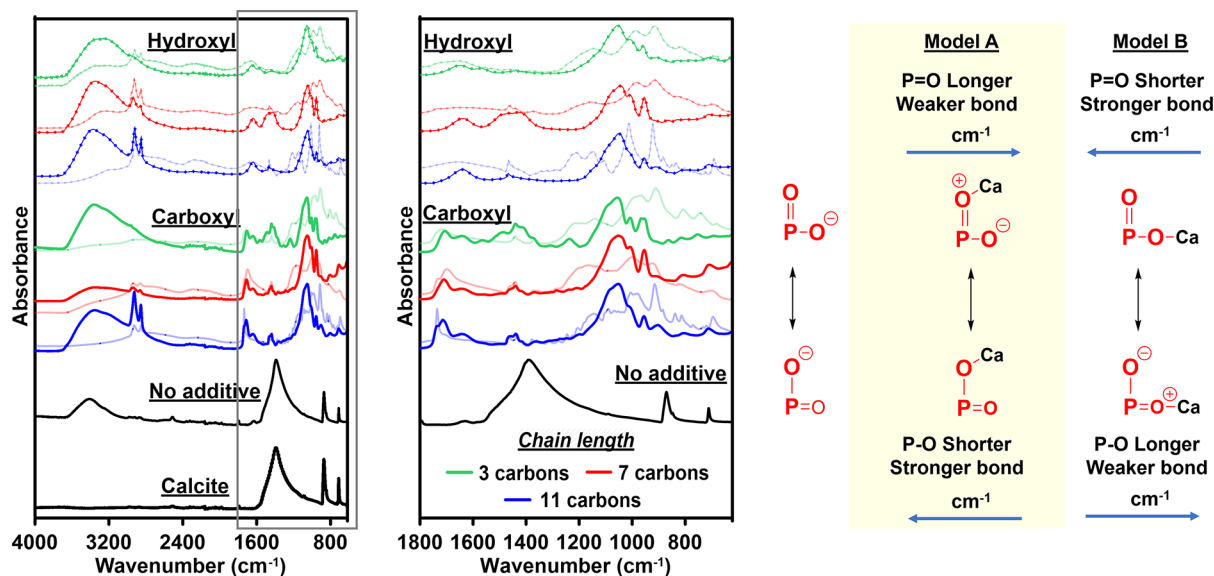 Hydroxyl
Carboxyl
No additive
Calcite
Absorbance
4000 3200 2400 1600 800
Wavenumber (cm-1)
Hydroxyl
Carboxyl
No additive
Chain length
3 carbons 7 carbons
11 carbons
Absorbance
1800 1600 1400 1200 1000 800
Wavenumber (cm-1)
O
P-O⊖
O⊖
P=O
Model A
P=O Longer
Weaker bond
cm-1
⊕ Ca
O
P-O⊖
Ca
O
P=O
P-O Shorter
Stronger bond
cm-1
Model B
P=O Shorter
Stronger bond
cm-1
O
P-O-Ca
O⊖
⊕
P=O-Ca
P-O Longer
Weaker bond
cm-1